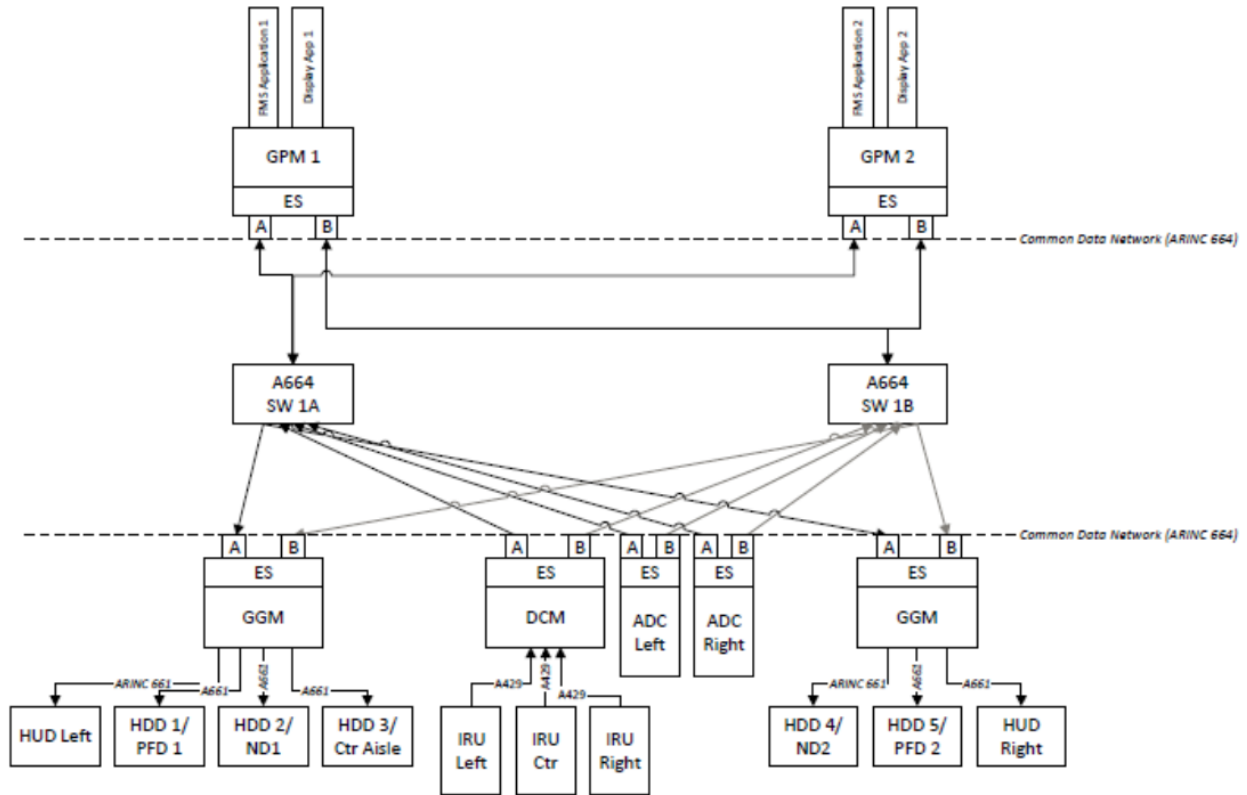 FMS Application 1
Display App 1
FMS Application 2
Display App 2
GPM 1
GPM 2
ES
ES
A
B
A
B
Common Data Network (ARINC 664)
A664
SW 1A
A664
SW 1B
Common Data Network (ARINC 664)
A
B
A
B
A
B
A
B
A
B
ES
ES
ES
ES
ES
GGM
DCM
ADC
Left
ADC
Right
GGM
ARINC 661
A661
A661
A661
A429
A429
A429
ARINC 661
A661
A661
HUD Left
HDD 1/
PFD 1
HDD 2/
ND1
HDD 3/
Ctr Aisle
IRU
Left
IRU
Ctr
IRU
Right
HDD 4/
ND2
HDD 5/
PFD 2
HUD
Right